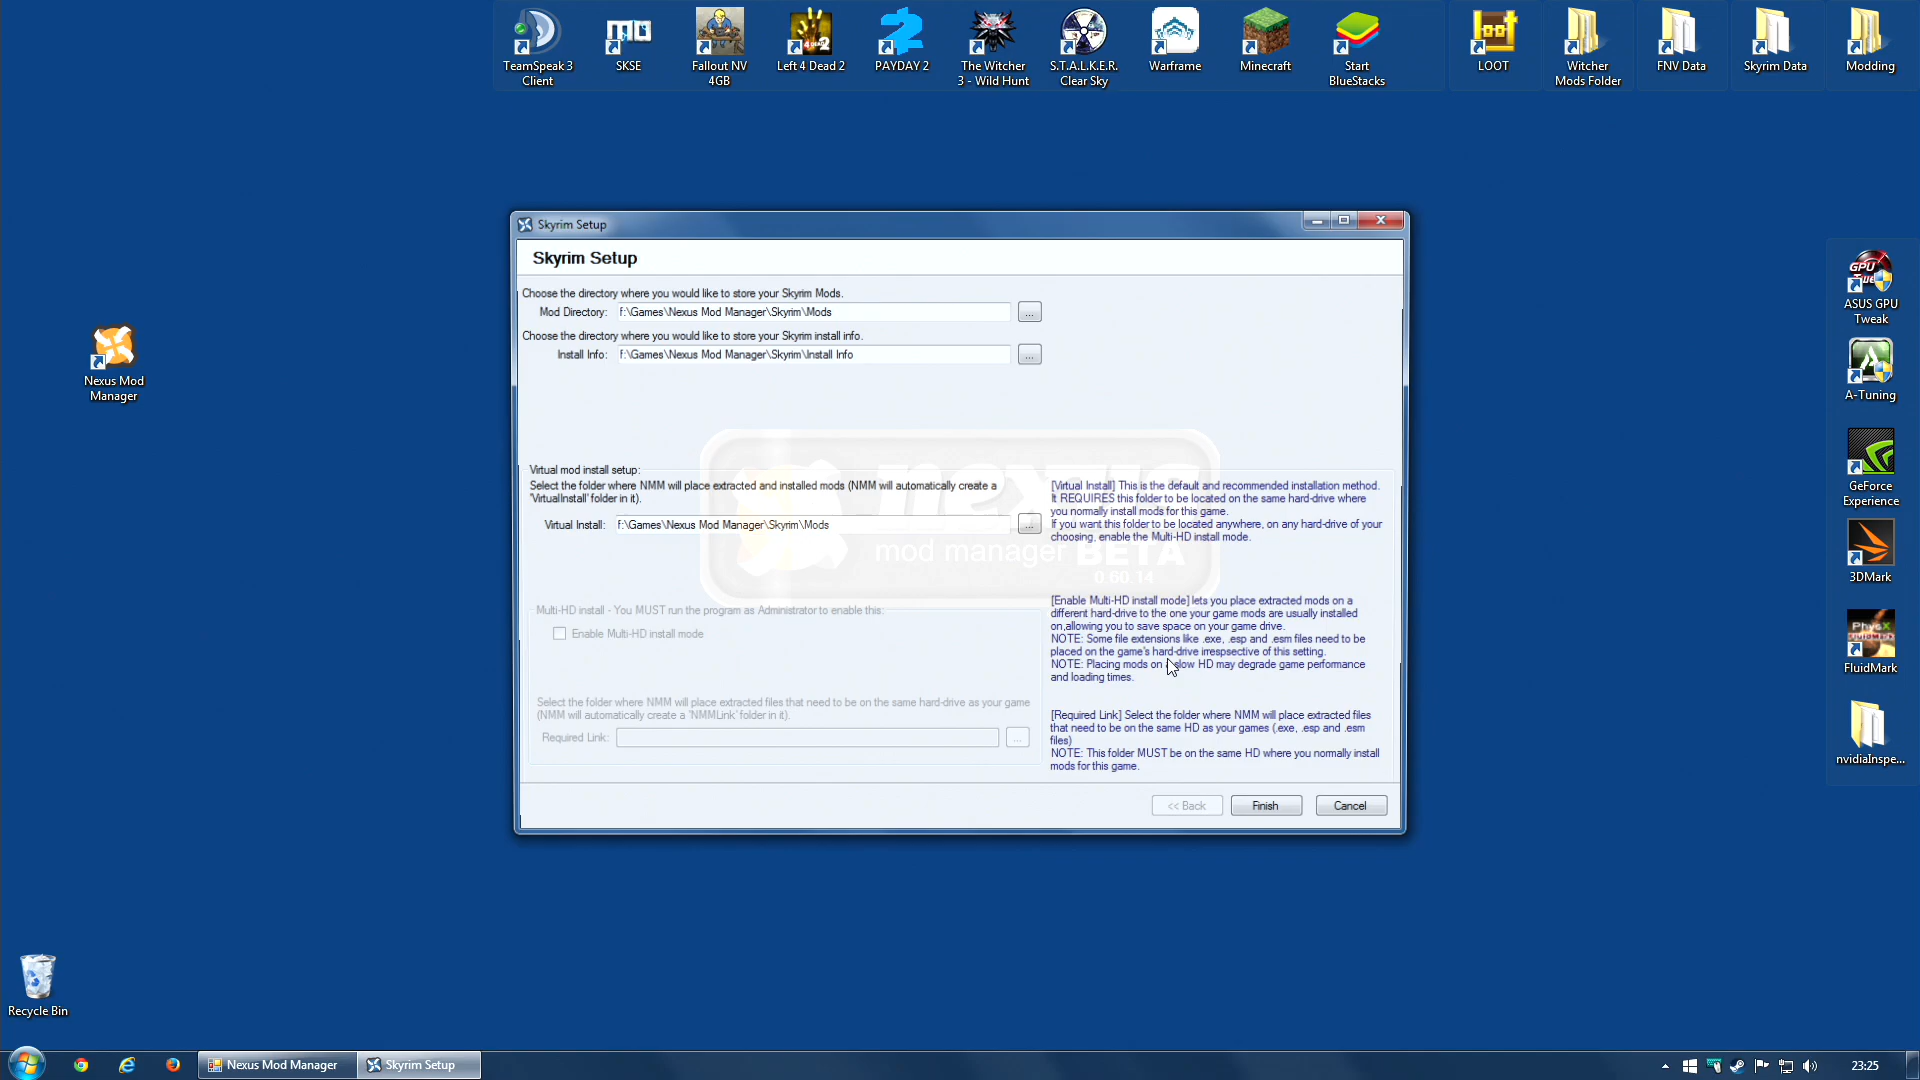 TeamSpeak 3
Client
SKSE
Fallout NV
4GB
Left 4 Dead 2
PAYDAY 2
The Witcher
3 - Wild Hunt
S.T.A.L.K.E.R.
Clear Sky
Warframe
Minecraft
Start
BlueStacks
LOOT
Witcher
Mods Folder
FNV Data
Skyrim Data
Modding
Nexus Mod
Manager
Skyrim Setup
Skyrim Setup
Choose the directory where you would like to store your Skyrim Mods.
Mod Directory: f:\Games\Nexus Mod Manager\Skyrim\Mods ...
Choose the directory where you would like to store your Skyrim install info.
Install Info: f:\Games\Nexus Mod Manager\Skyrim\Install Info ...
Virtual mod install setup:
Select the folder where NMM will place extracted and installed mods (NMM will automatically create a
'VirtualInstall' folder in it).
Virtual Install: f:\Games\Nexus Mod Manager\Skyrim\Mods ...
nexus
mod manager BETA
0.60.14
[Virtual Install] This is the default and recommended installation method.
It REQUIRES this folder to be located on the same hard-drive where
you normally install mods for this game.
If you want this folder to be located anywhere, on any hard-drive of your
choosing, enable the Multi-HD install mode.
Multi-HD install - You MUST run the program as Administrator to enable this:
Enable Multi-HD install mode
[Enable Multi-HD install mode] lets you place extracted mods on a
different hard-drive to the one your game mods are usually installed
on,allowing you to save space on your game drive.
NOTE: Some file extensions like .exe, .esp and .esm files need to be
placed on the game's hard-drive irrespsective of this setting.
NOTE: Placing mods on slow HD may degrade game performance
and loading times.
Select the folder where NMM will place extracted files that need to be on the same hard-drive as your game
(NMM will automatically create a 'NMMLink' folder in it).
Required Link: ...
[Required Link] Select the folder where NMM will place extracted files
that need to be on the same HD as your games (.exe, .esp and .esm
files)
NOTE: This folder MUST be on the same HD where you normally install
mods for this game.
<< Back
Finish
Cancel
GPU
ASUS GPU
Tweak
A-Tuning
GeForce
Experience
3DMark
PhysX
FluidMark
FluidMark
nvidiaInspe...
Recycle Bin
Nexus Mod Manager
Skyrim Setup
23:25